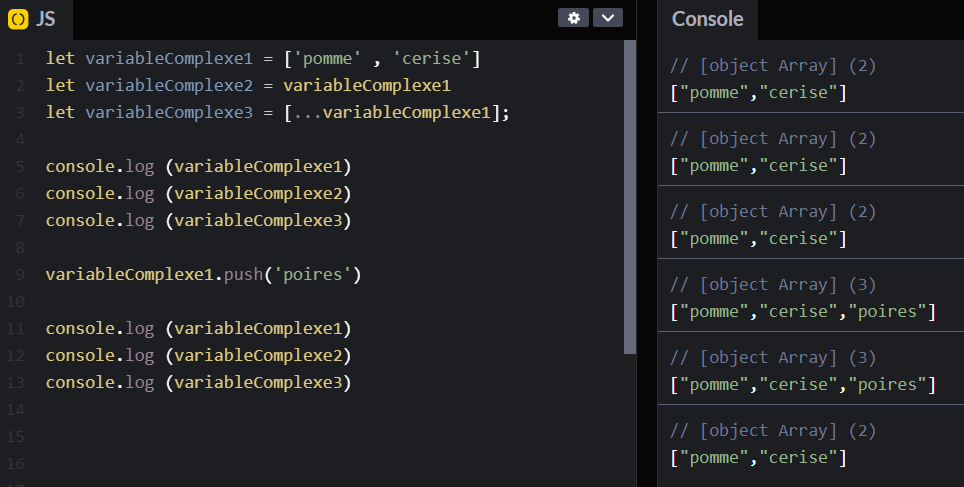 JS
1 let variableComplexe1 = ['pomme' , 'cerise']
2 let variableComplexe2 = variableComplexe1
3 let variableComplexe3 = [...variableComplexe1];
4
5 console.log (variableComplexe1)
6 console.log (variableComplexe2)
7 console.log (variableComplexe3)
8
9 variableComplexe1.push('poires')
10
11 console.log (variableComplexe1)
12 console.log (variableComplexe2)
13 console.log (variableComplexe3)
14
15
16
Console
// [object Array] (2)
["pomme","cerise"]
// [object Array] (2)
["pomme","cerise"]
// [object Array] (2)
["pomme","cerise"]
// [object Array] (3)
["pomme","cerise","poires"]
// [object Array] (3)
["pomme","cerise","poires"]
// [object Array] (2)
["pomme","cerise"]